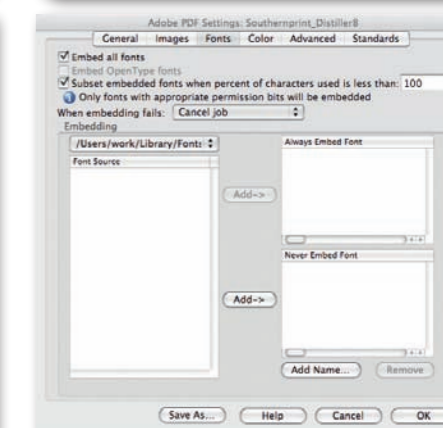 Adobe PDF Settings: Southernprint_Distiller8
General Images Fonts Color Advanced Standards
Embed all fonts
Embed OpenType fonts
Subset embedded fonts when percent of characters used is less than: 100
Only fonts with appropriate permission bits will be embedded
When embedding fails: Cancel job
Embedding
/Users/work/Library/Fonts
Always Embed Font
Font Source
Add->
Never Embed Font
Add->
Add Name... Remove
Save As... Help Cancel OK